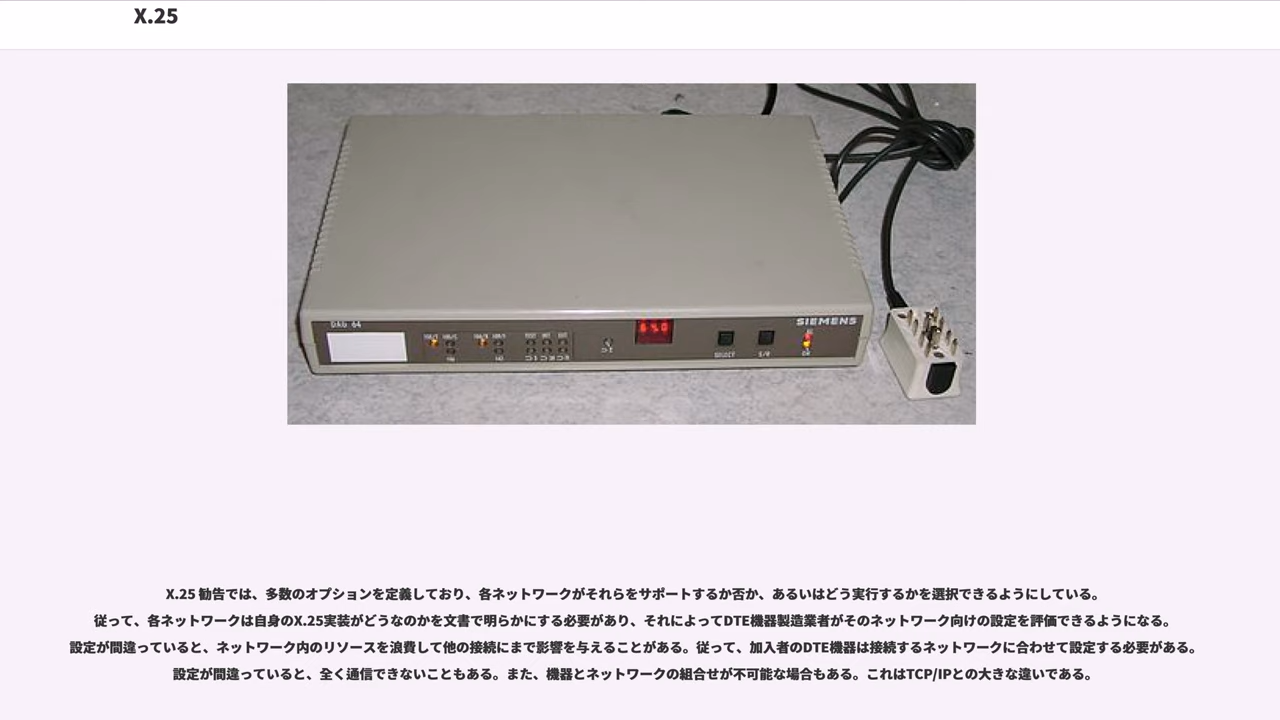 X.25
DAG 64
SIEMENS
64.0
SELECT
S/R
OK
X.25 勧告では、多数のオプションを定義しており、各ネットワークがそれらをサポートするか否か、あるいはどう実行するかを選択できるようにしている。
従って、各ネットワークは自身のX.25実装がどうなのかを文書で明らかにする必要があり、それによってDTE機器製造業者がそのネットワーク向けの設定を評価できるようになる。
設定が間違っていると、ネットワーク内のリソースを浪費して他の接続にまで影響を与えることがある。従って、加入者のDTE機器は接続するネットワークに合わせて設定する必要がある。
設定が間違っていると、全く通信できないこともある。また、機器とネットワークの組合せが不可能な場合もある。これはTCP/IPとの大きな違いである。